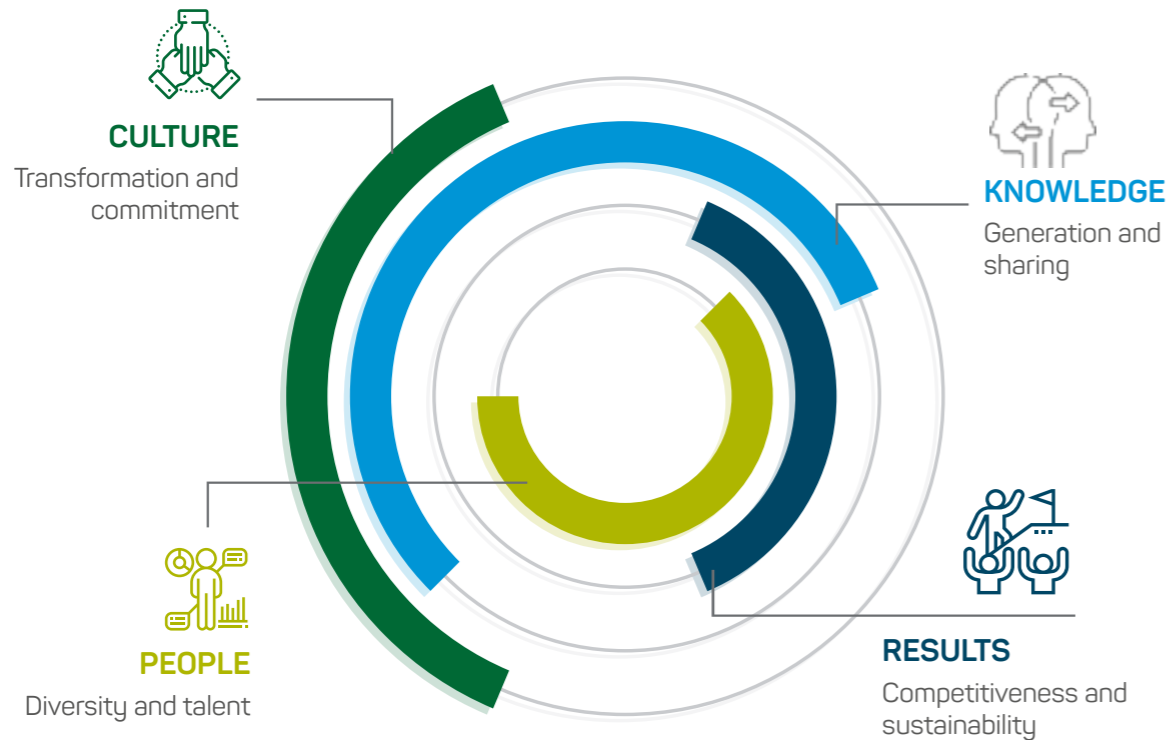 CULTURE
Transformation and
commitment
KNOWLEDGE
Generation and
sharing
PEOPLE
Diversity and talent
RESULTS
Competitiveness and
sustainability